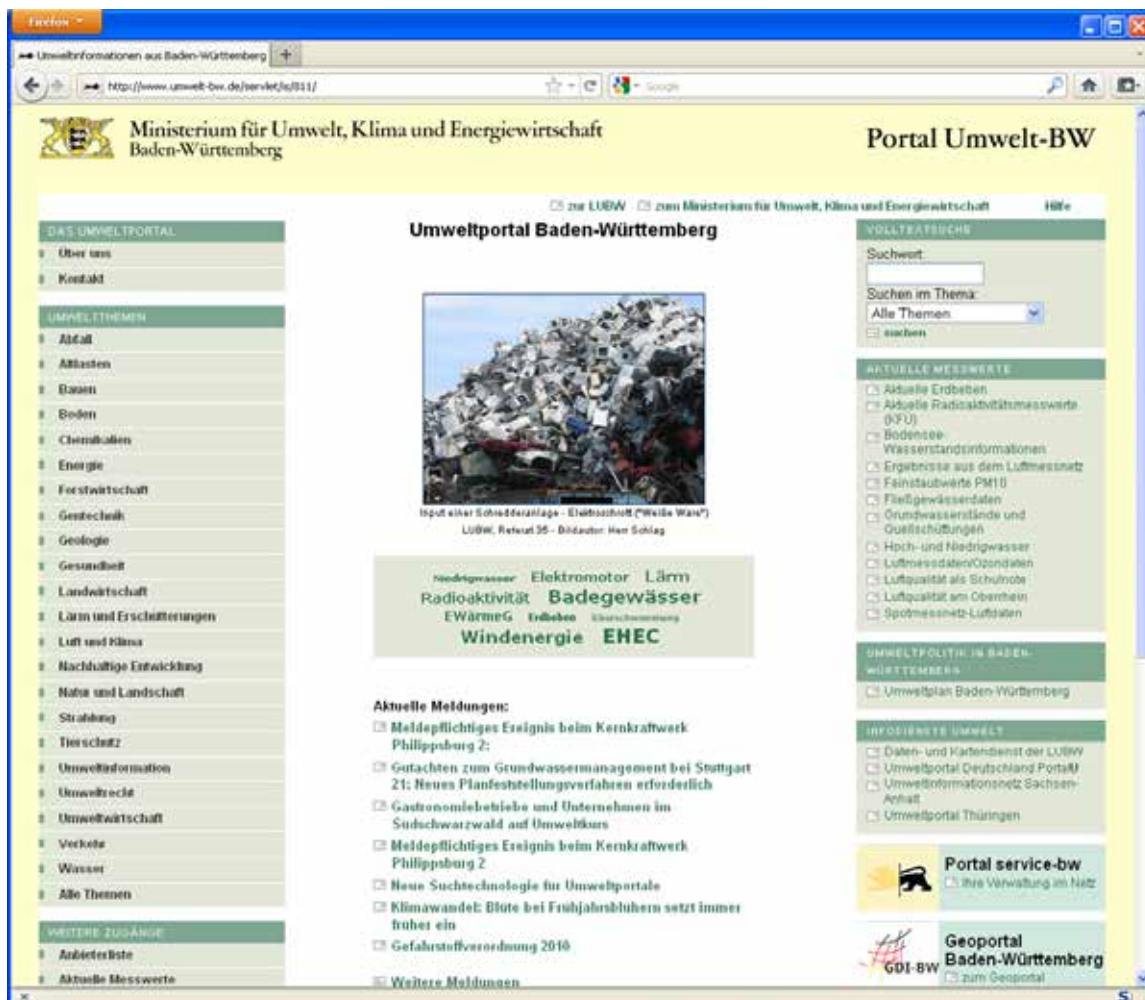 Firefox
Umweltinformationen aus Baden-Württemberg
http://www.umwelt-bw.de/servlet/is/811/
Google
Ministerium für Umwelt, Klima und Energiewirtschaft
Baden-Württemberg
Portal Umwelt-BW
zur LUBW zum Ministerium für Umwelt, Klima und Energiewirtschaft Hilfe
DAS UMWELTPORTAL
Über uns
Kontakt
UMWELTTHEMEN
Abfall
Altlasten
Bauen
Boden
Chemikalien
Energie
Forstwirtschaft
Gentechnik
Geologie
Gesundheit
Landwirtschaft
Lärm und Erschütterungen
Luft und Klima
Nachhaltige Entwicklung
Natur und Landschaft
Strahlung
Tierschutz
Umweltinformation
Umweltrecht
Umweltwirtschaft
Verkehr
Wasser
Alle Themen
WEITERE ZUGÄNGE
Anbieterliste
Aktuelle Messwerte
Umweltportal Baden-Württemberg
Input einer Schredderanlage - Elektroschrott ("Weiße Ware")
LUBW, Referat 35 - Bildautor: Herr Schlag
Niedrigwasser Elektromotor Lärm
Radioaktivität Badegewässer
EWärmeG Erdbeben Überschwemmung
Windenergie EHEC
Aktuelle Meldungen:
Meldepflichtiges Ereignis beim Kernkraftwerk
Philippsburg 2:
Gutachten zum Grundwassermanagement bei Stuttgart
21: Neues Planfeststellungsverfahren erforderlich
Gastronomiebetriebe und Unternehmen im
Südschwarzwald auf Umweltkurs
Meldepflichtiges Ereignis beim Kernkraftwerk
Philippsburg 2
Neue Suchtechnologie für Umweltportale
Klimawandel: Blüte bei Frühjahrsblühern setzt immer
früher ein
Gefahrstoffverordnung 2010
Weitere Meldungen
VOLLTEXTSUCHE
Suchwort:
Suchen im Thema:
Alle Themen
suchen
AKTUELLE MESSWERTE
Aktuelle Erdbeben
Aktuelle Radioaktivitätsmesswerte
(KFÜ)
Bodensee-
Wasserstandsinformationen
Ergebnisse aus dem Luftmessnetz
Feinstaubwerte PM10
Fließgewässerdaten
Grundwasserstände und
Quellschüttungen
Hoch- und Niedrigwasser
Luftmessdaten/Ozondaten
Luftqualität als Schulnote
Luftqualität am Oberrhein
Spotmessnetz-Luftdaten
UMWELTPOLITIK IN BADEN-
WÜRTTEMBERG
Umweltplan Baden-Württemberg
INFODIENSTE UMWELT
Daten- und Kartendienst der LUBW
Umweltportal Deutschland PortalU
Umweltinformationsnetz Sachsen-
Anhalt
Umweltportal Thüringen
Portal service-bw
Ihre Verwaltung im Netz
GDI-BW
Geoportal
Baden-Württemberg
zum Geoportal